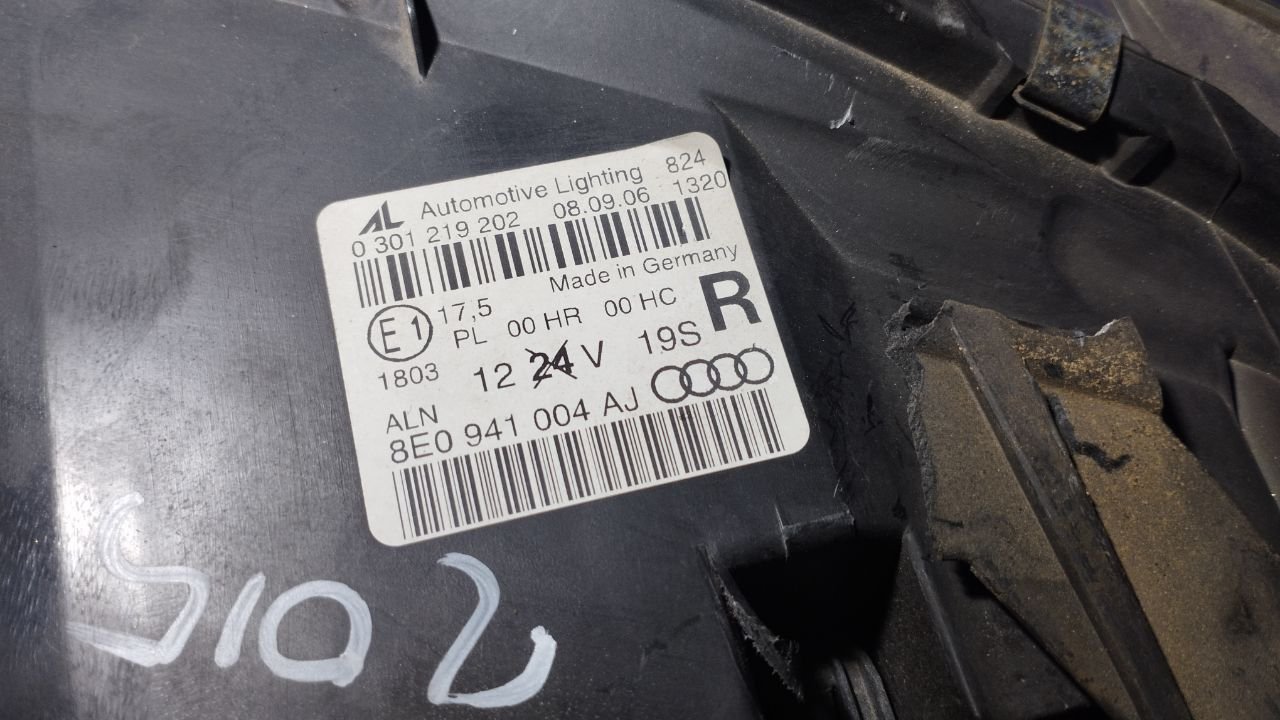 AL Automotive Lighting 824
0 301 219 202 08.09.06 1320
Made in Germany
E1 17,5 PL 00 HR 00 HC R
1803 12 24 V 19S
ALN
8E0 941 004 AJ